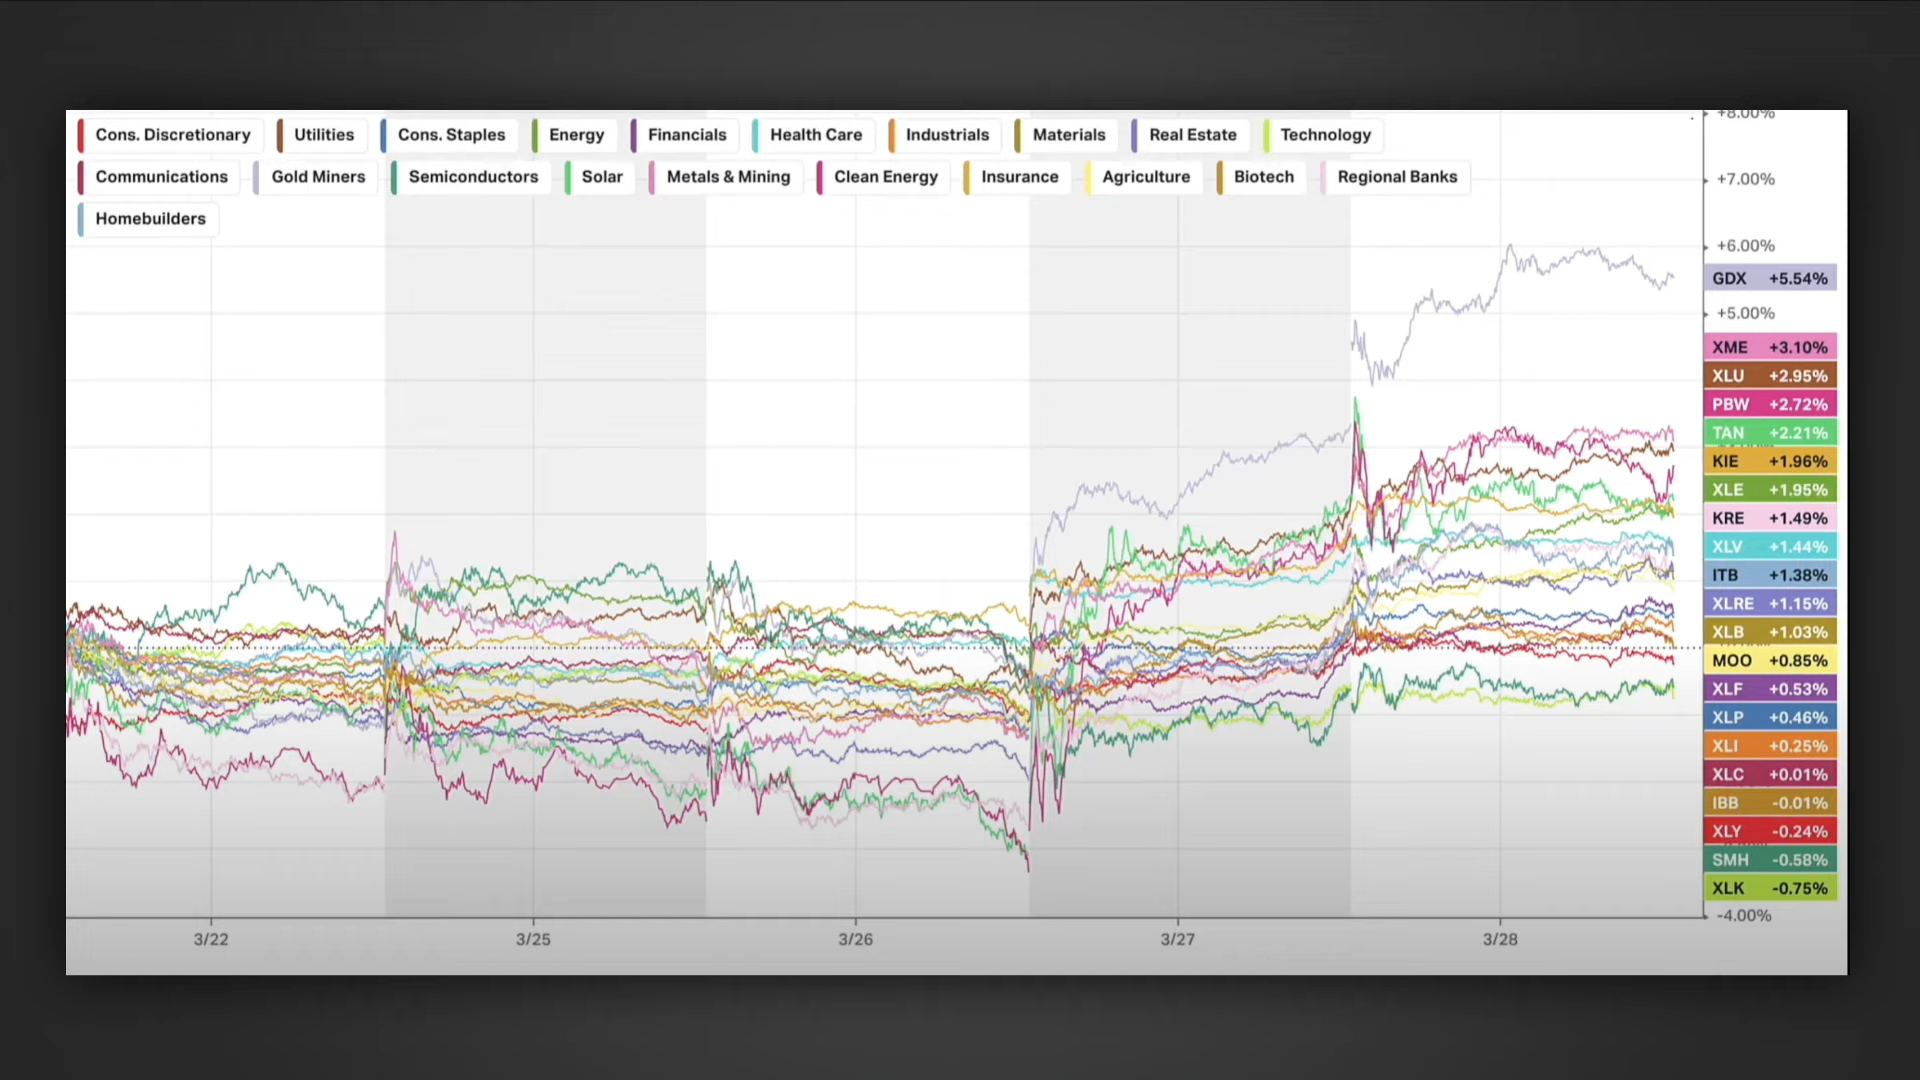 Cons. Discretionary Utilities Cons. Staples Energy Financials Health Care Industrials Materials Real Estate Technology
Communications Gold Miners Semiconductors Solar Metals & Mining Clean Energy Insurance Agriculture Biotech Regional Banks
Homebuilders
+8.00%
+7.00%
+6.00%
GDX +5.54%
+5.00%
XME +3.10%
XLU +2.95%
PBW +2.72%
TAN +2.21%
KIE +1.96%
XLE +1.95%
KRE +1.49%
XLV +1.44%
ITB +1.38%
XLRE +1.15%
XLB +1.03%
MOO +0.85%
XLF +0.53%
XLP +0.46%
XLI +0.25%
XLC +0.01%
IBB -0.01%
XLY -0.24%
SMH -0.58%
XLK -0.75%
-4.00%
3/22 3/25 3/26 3/27 3/28